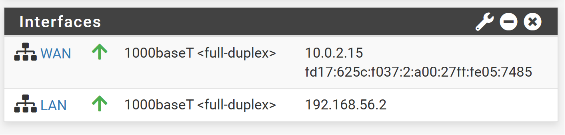 Interfaces
WAN 1000baseT <full-duplex> 10.0.2.15
fd17:625c:f037:2:a00:27ff:fe05:7485
LAN 1000baseT <full-duplex> 192.168.56.2